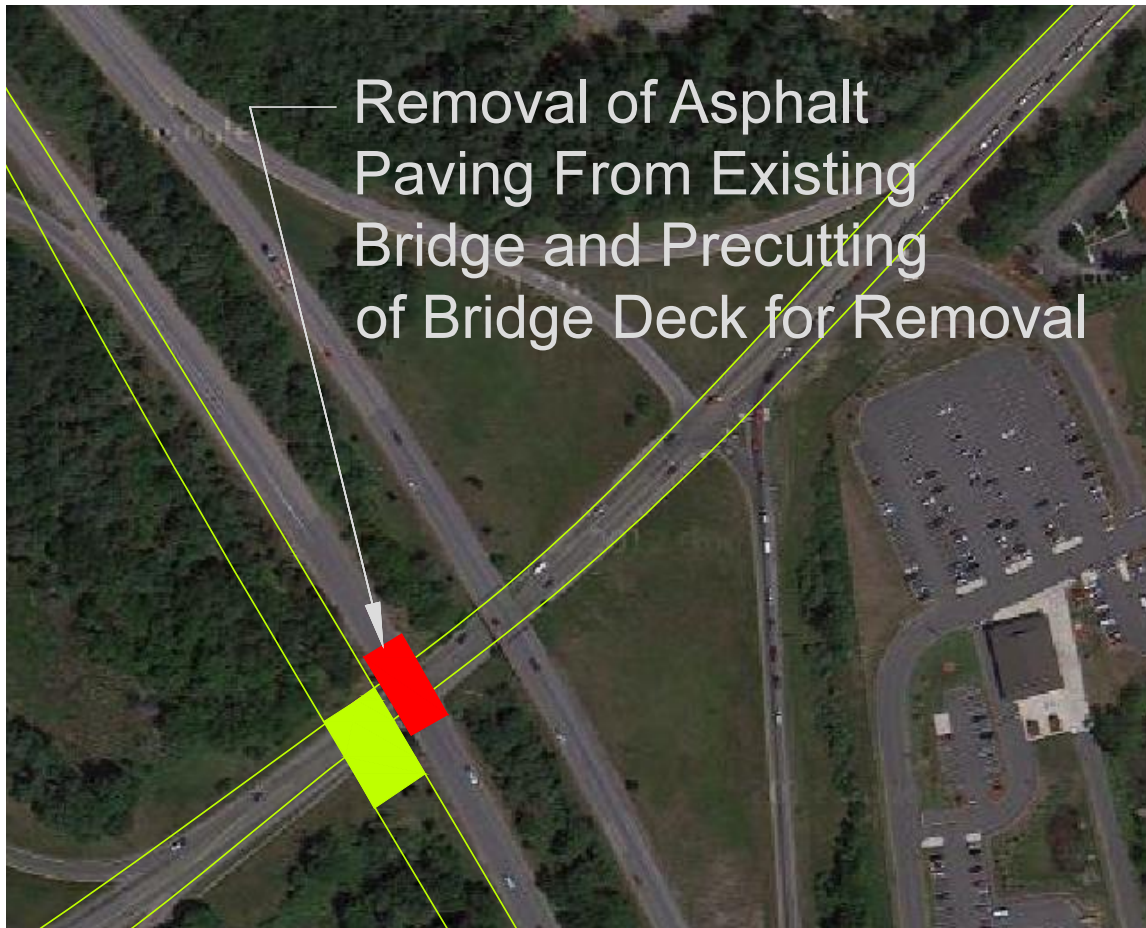 Removal of Asphalt
Paving From Existing
Bridge and Precutting
of Bridge Deck for Removal